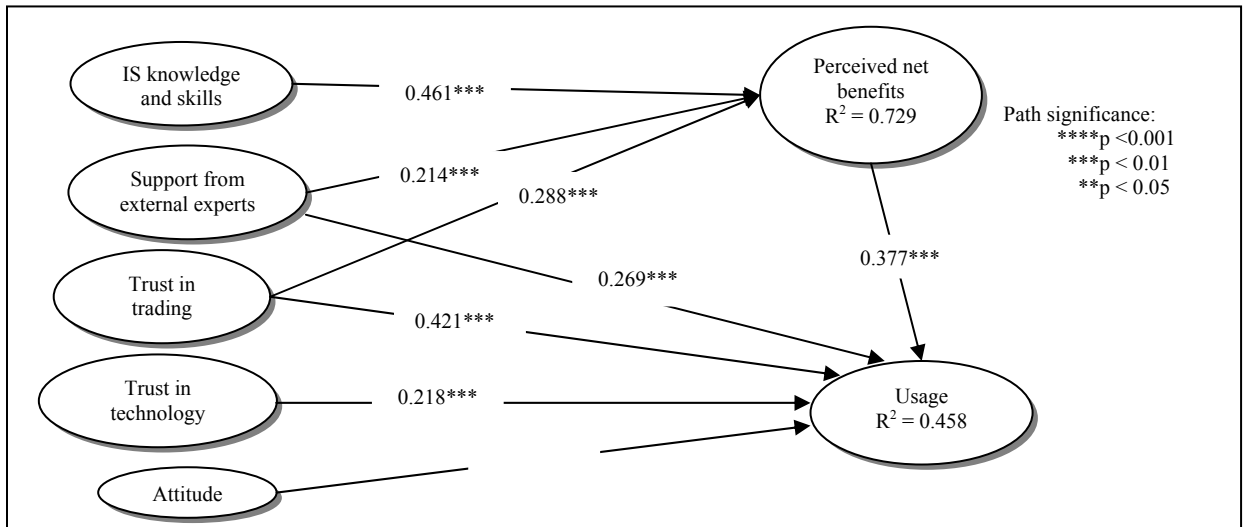 IS knowledge
and skills
0.461***
Perceived net
benefits
R² = 0.729
Path significance:
****p <0.001
***p < 0.01
**p < 0.05
Support from
external experts
0.214***
0.288***
Trust in
trading
0.377***
0.269***
0.421***
Trust in
technology
0.218***
Usage
R² = 0.458
Attitude